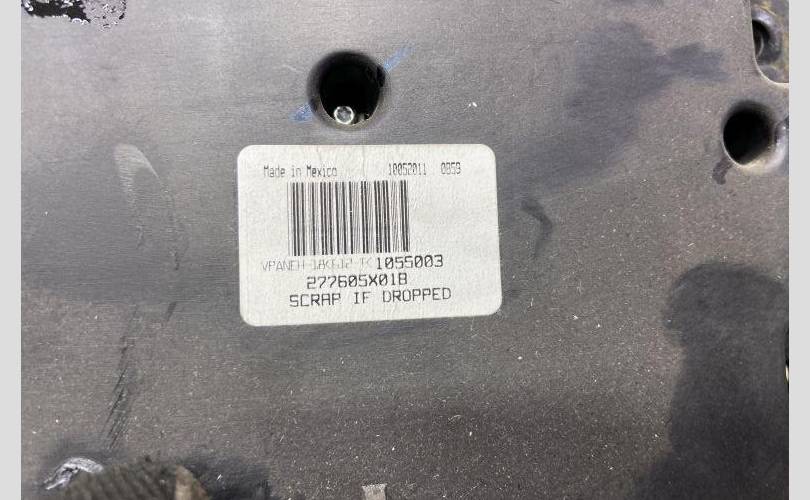 Made in Mexico 10052011 0859
1055003
277605X01B
SCRAP IF DROPPED